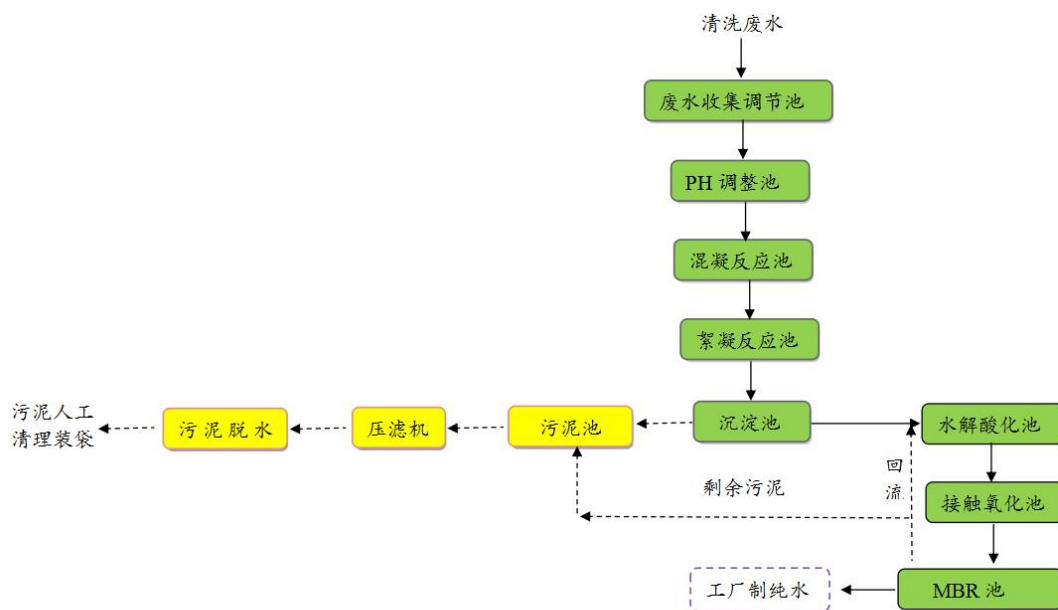 清洗废水
废水收集调节池
PH 调整池
混凝反应池
絮凝反应池
污泥人工
清理装袋
污泥脱水
压滤机
污泥池
沉淀池
水解酸化池
回
流
剩余污泥
接触氧化池
工厂制纯水
MBR 池